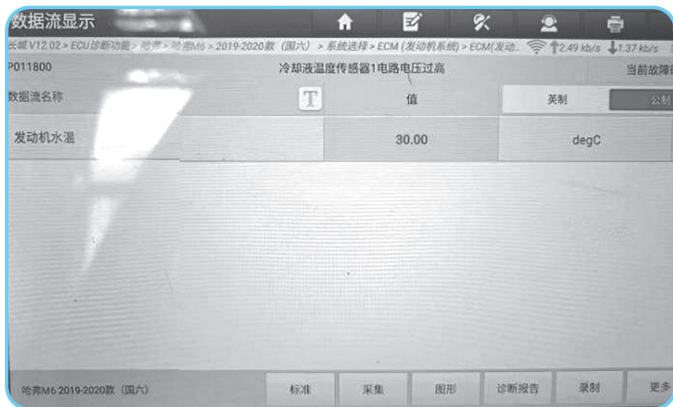 数据流显示
长城 V12.02 > ECU诊断功能 > 哈弗 > 哈弗M6 > 2019-2020款（国六） > 系统选择 > ECM (发动机系统) > ECM(发动.. 2.49 kb/s 1.37 kb/s
P011800 冷却液温度传感器1电路电压过高 当前故障
数据流名称 T 值 英制 公制
发动机水温 30.00 degC
哈弗M6 2019-2020款（国六） 标准 采集 图形 诊断报告 录制 更多